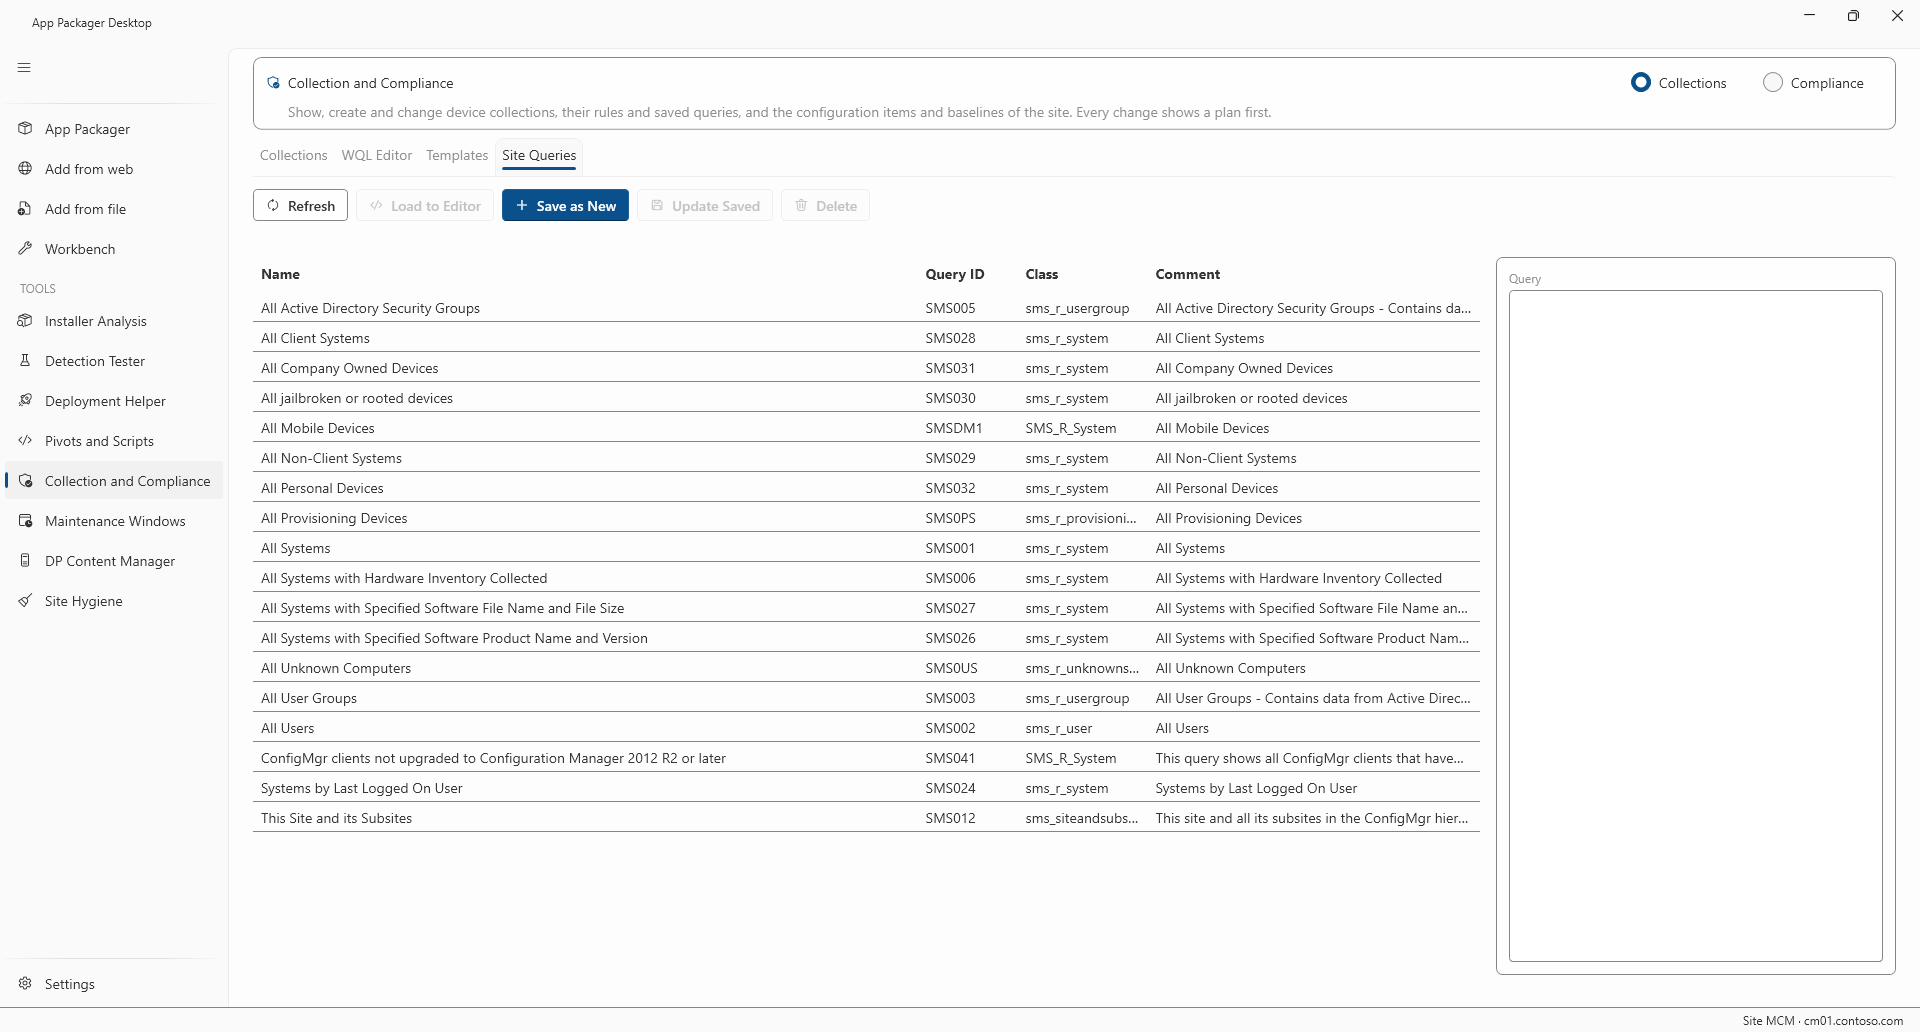 App Packager Desktop
Collection and Compliance
Collections
Compliance
Show, create and change device collections, their rules and saved queries, and the configuration items and baselines of the site. Every change shows a plan first.
App Packager
Add from web
Add from file
Workbench
TOOLS
Installer Analysis
Detection Tester
Deployment Helper
Pivots and Scripts
Collection and Compliance
Maintenance Windows
DP Content Manager
Site Hygiene
Settings
Collections WQL Editor Templates Site Queries
Refresh Load to Editor Save as New Update Saved Delete
Name Query ID Class Comment
All Active Directory Security Groups SMS005 sms_r_usergroup All Active Directory Security Groups - Contains da...
All Client Systems SMS028 sms_r_system All Client Systems
All Company Owned Devices SMS031 sms_r_system All Company Owned Devices
All jailbroken or rooted devices SMS030 sms_r_system All jailbroken or rooted devices
All Mobile Devices SMSDM1 SMS_R_System All Mobile Devices
All Non-Client Systems SMS029 sms_r_system All Non-Client Systems
All Personal Devices SMS032 sms_r_system All Personal Devices
All Provisioning Devices SMS0PS sms_r_provisioni... All Provisioning Devices
All Systems SMS001 sms_r_system All Systems
All Systems with Hardware Inventory Collected SMS006 sms_r_system All Systems with Hardware Inventory Collected
All Systems with Specified Software File Name and File Size SMS027 sms_r_system All Systems with Specified Software File Name an...
All Systems with Specified Software Product Name and Version SMS026 sms_r_system All Systems with Specified Software Product Nam...
All Unknown Computers SMS0US sms_r_unknowns... All Unknown Computers
All User Groups SMS003 sms_r_usergroup All User Groups - Contains data from Active Direc...
All Users SMS002 sms_r_user All Users
ConfigMgr clients not upgraded to Configuration Manager 2012 R2 or later SMS041 SMS_R_System This query shows all ConfigMgr clients that have...
Systems by Last Logged On User SMS024 sms_r_system Systems by Last Logged On User
This Site and its Subsites SMS012 sms_siteandsubs... This site and all its subsites in the ConfigMgr hier...
Query
Site MCM · cm01.contoso.com